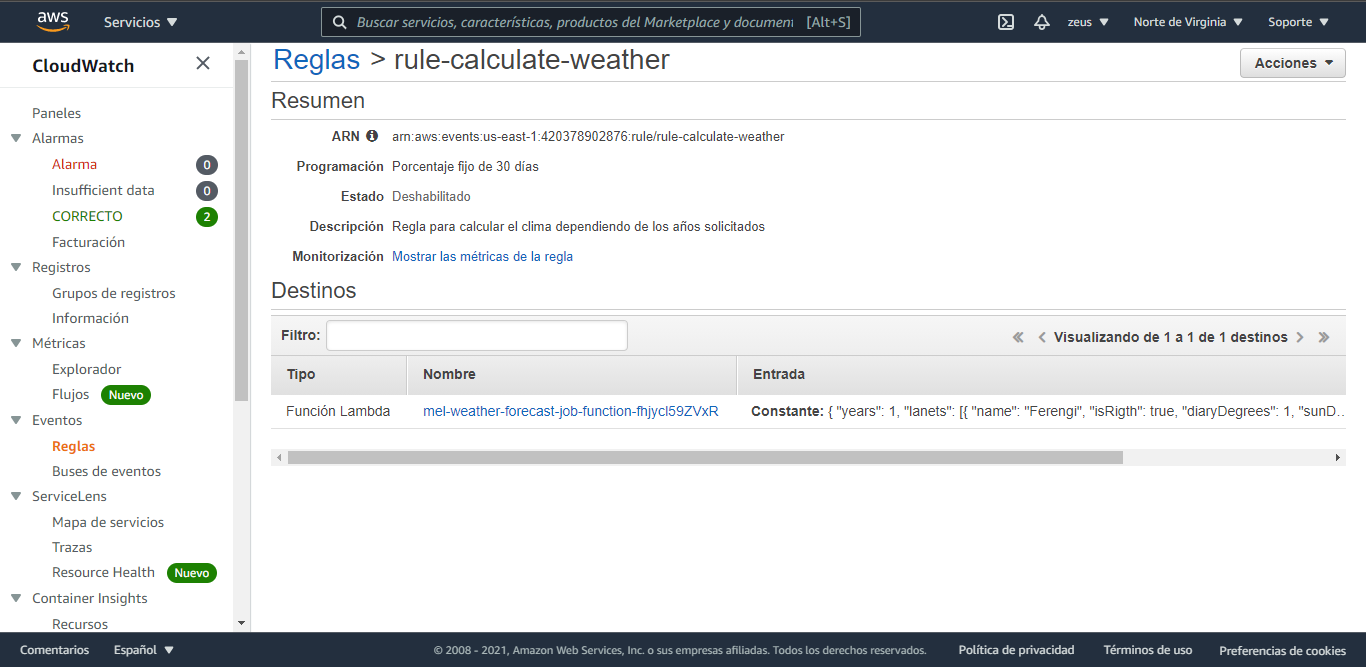 aws
Servicios
Buscar servicios, características, productos del Marketplace y documen [Alt+S]
zeus
Norte de Virginia
Soporte
CloudWatch
Paneles
Alarmas
Alarma 0
Insufficient data 0
CORRECTO 2
Facturación
Registros
Grupos de registros
Información
Métricas
Explorador
Flujos Nuevo
Eventos
Reglas
Buses de eventos
ServiceLens
Mapa de servicios
Trazas
Resource Health Nuevo
Container Insights
Recursos
Reglas > rule-calculate-weather
Acciones
Resumen
ARN arn:aws:events:us-east-1:420378902876:rule/rule-calculate-weather
Programación Porcentaje fijo de 30 días
Estado Deshabilitado
Descripción Regla para calcular el clima dependiendo de los años solicitados
Monitorización Mostrar las métricas de la regla
Destinos
Filtro:
Visualizando de 1 a 1 de 1 destinos
Tipo Nombre Entrada
Función Lambda mel-weather-forecast-job-function-fhjycl59ZVxR Constante: { "years": 1, "lanets": [{ "name": "Ferengi", "isRigth": true, "diaryDegrees": 1, "sunD...
Comentarios Español © 2008 - 2021, Amazon Web Services, Inc. o sus empresas afiliadas. Todos los derechos reservados. Política de privacidad Términos de uso Preferencias de cookies